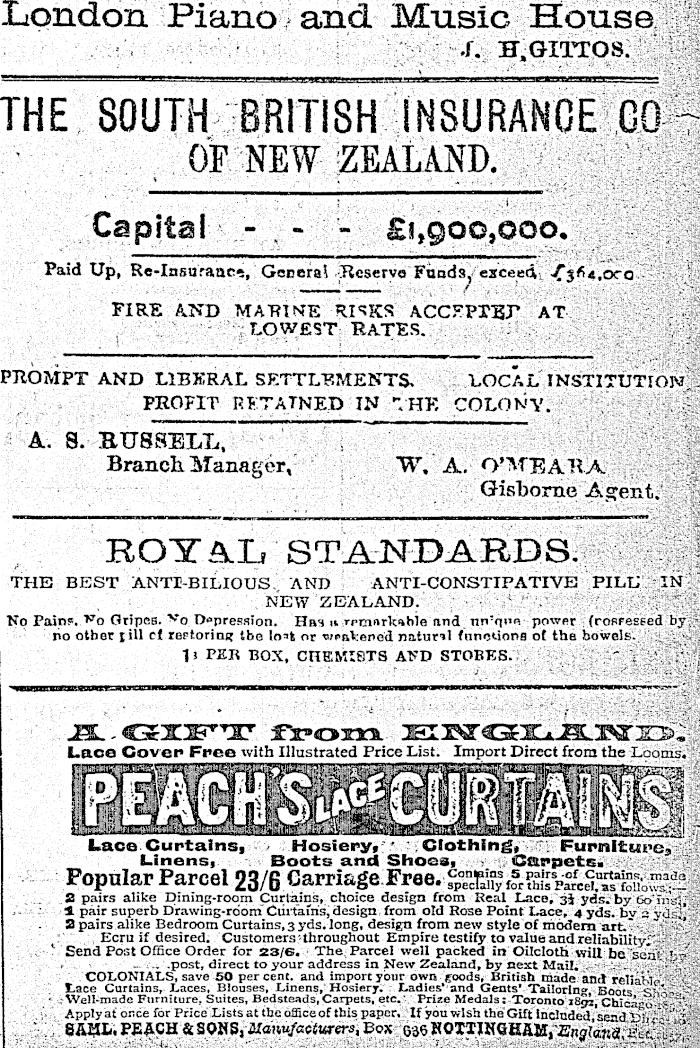 London Piano and Music House
J. H. GITTOS.
THE SOUTH BRITISH INSURANCE CO
OF NEW ZEALAND.
Capital - - - £1,900,000.
Paid Up, Re-Insurance, General Reserve Funds, exceed £364,000
FIRE AND MARINE RISKS ACCEPTED AT
LOWEST RATES.
PROMPT AND LIBERAL SETTLEMENTS. LOCAL INSTITUTION
PROFIT RETAINED IN THE COLONY.
A. S. RUSSELL,
Branch Manager,
W. A. O'MEARA
Gisborne Agent.
ROYAL STANDARDS.
THE BEST ANTI-BILIOUS AND ANTI-CONSTIPATIVE PILL IN
NEW ZEALAND.
No Pains. No Gripes. No Depression. Has a remarkable and unique power (possessed by
no other pill of restoring the lost or weakened natural functions of the bowels.
1s PER BOX, CHEMISTS AND STORES.
A GIFT from ENGLAND.
Lace Cover Free with Illustrated Price List. Import Direct from the Looms.
PEACH'S LACE CURTAINS
Lace Curtains, Hosiery, Clothing, Furniture,
Linens, Boots and Shoes, Carpets.
Popular Parcel 23/6 Carriage Free. Contains 5 pairs of Curtains, made
specially for this Parcel, as follows:—
2 pairs alike Dining-room Curtains, choice design from Real Lace, 3½ yds. by 60 ins.
1 pair superb Drawing-room Curtains, design from old Rose Point Lace, 4 yds. by 2 yds.,
2 pairs alike Bedroom Curtains, 3 yds. long, design from new style of modern art.
Ecru if desired. Customers throughout Empire testify to value and reliability.
Send Post Office Order for 23/6. The Parcel well packed in Oilcloth will be sent by
post, direct to your address in New Zealand, by next Mail.
COLONIALS, save 50 per cent. and import your own goods, British made and reliable.
Lace Curtains, Laces, Blouses, Linens, Hosiery. Ladies' and Gents' Tailoring, Boots,
Well-made Furniture, Suites, Bedsteads, Carpets, etc. Prize Medals: Toronto 1892, Chicago
Apply at once for Price Lists at the office of this paper. If you wish the Gift included, send
SAML. PEACH & SONS, Manufacturers, Box 636 NOTTINGHAM, England, Est.